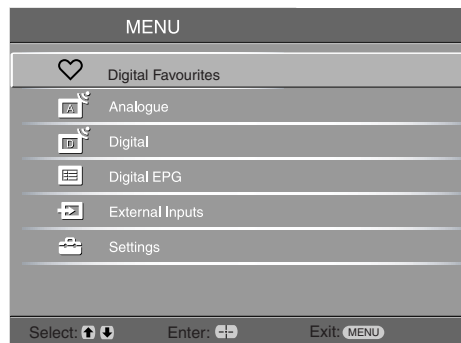 MENU
Digital Favourites
A Analogue
D Digital
Digital EPG
External Inputs
Settings
Select: Enter: Exit: MENU